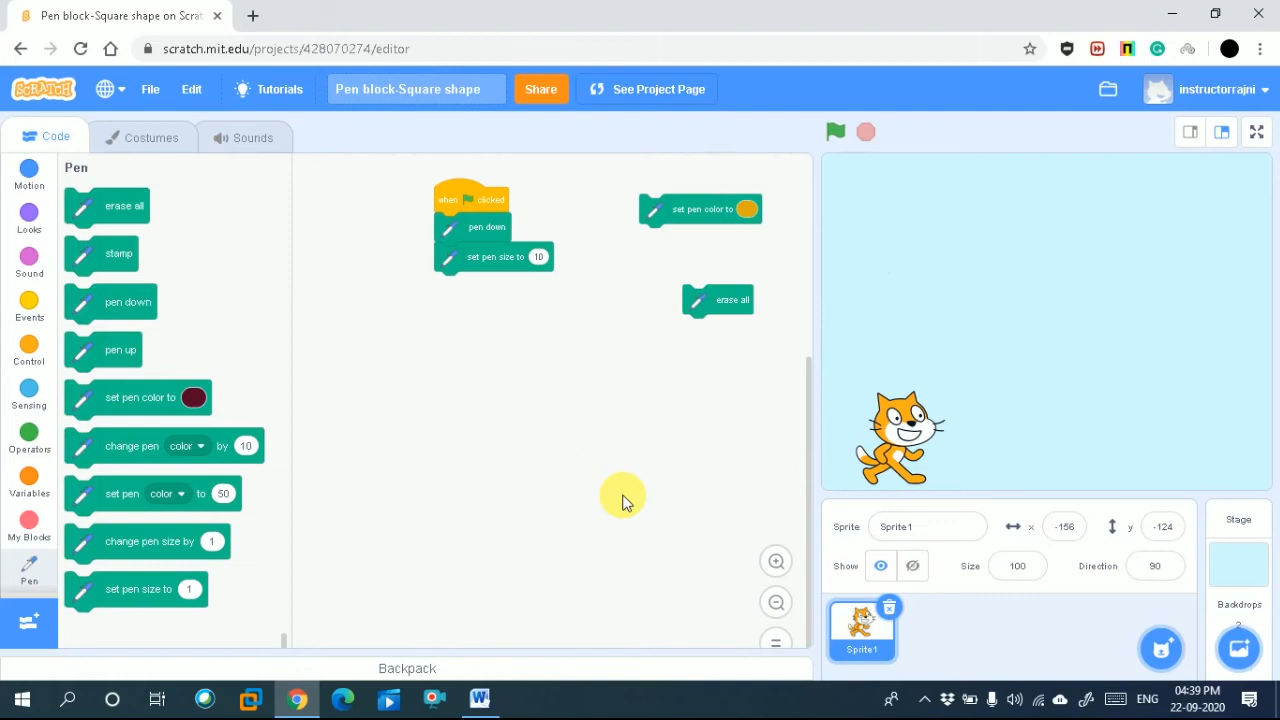 Pen block-Square shape on Scrat
scratch.mit.edu/projects/428070274/editor
SCRATCH
File
Edit
Tutorials
Pen block-Square shape
Share
See Project Page
instructorrajni
Code
Costumes
Sounds
Motion
Looks
Sound
Events
Control
Sensing
Operators
Variables
My Blocks
Pen
Pen
erase all
stamp
pen down
pen up
set pen color to
change pen color by 10
set pen color to 50
change pen size by 1
set pen size to 1
when clicked
pen down
set pen size to 10
set pen color to
erase all
Backpack
Sprite
Sprite1
x
-156
y
-124
Show
Size
100
Direction
90
Sprite1
Stage
Backdrops
2
ENG
04:39 PM
22-09-2020